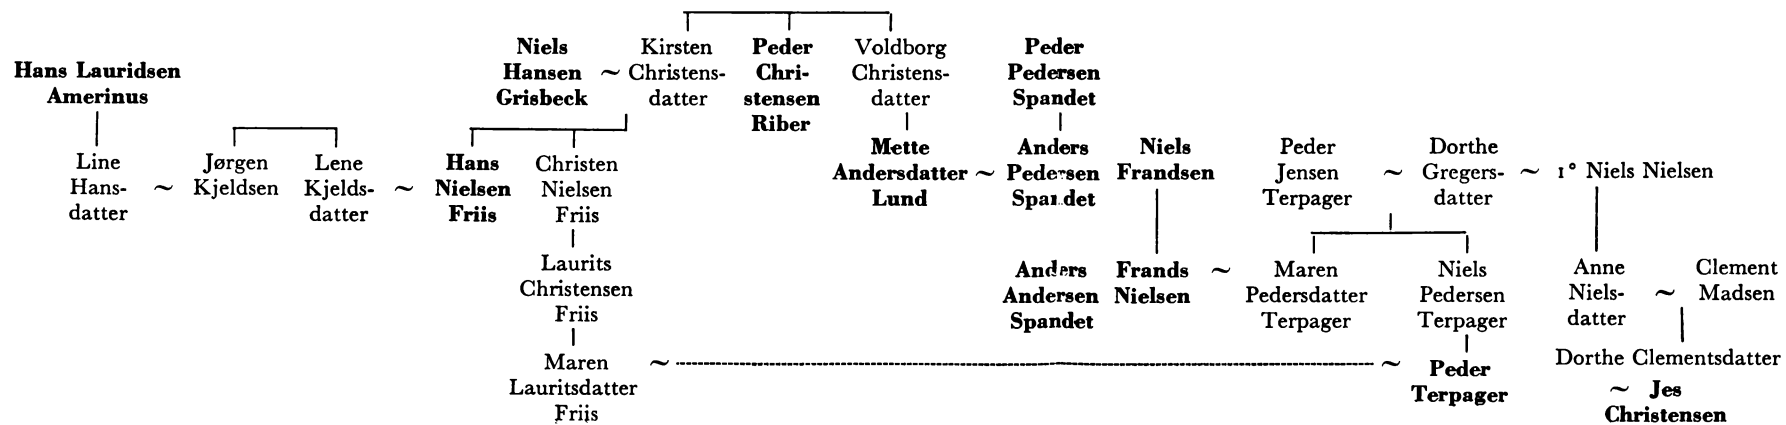 Hans Lauridsen
Amerinus
Niels
Hansen
Grisbeck
~
Kirsten
Christens-
datter
Peder
Chri-
stensen
Riber
Voldborg
Christens-
datter
Peder
Pedersen
Spandet
Line
Hans-
datter
~
Jørgen
Kjeldsen
Lene
Kjelds-
datter
~
Hans
Nielsen
Friis
Christen
Nielsen
Friis
Mette
Andersdatter
Lund
~
Anders
Pedersen
Spandet
Niels
Frandsen
Peder
Jensen
Terpager
~
Dorthe
Gregers-
datter
~
1° Niels Nielsen
Laurits
Christensen
Friis
Anders
Andersen
Spandet
Frands
Nielsen
~
Maren
Pedersdatter
Terpager
Niels
Pedersen
Terpager
Anne
Niels-
datter
~
Clement
Madsen
Maren
Lauritsdatter
Friis
~
~
Peder
Terpager
Dorthe Clementsdatter
~ Jes
Christensen